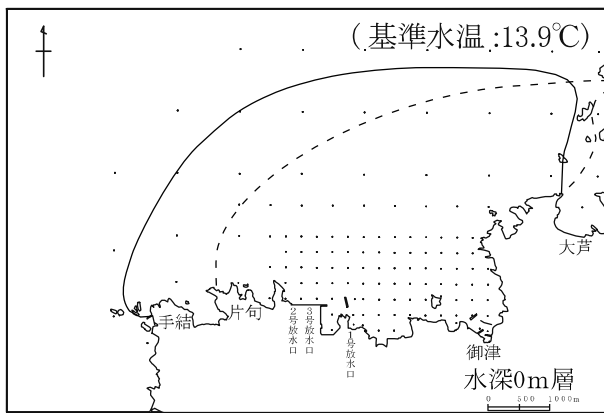 (基準水温:13.9℃)
大芦
手結
片句
2号放水口
3号放水口
1号放水口
御津
水深0m層
0 500 1000m